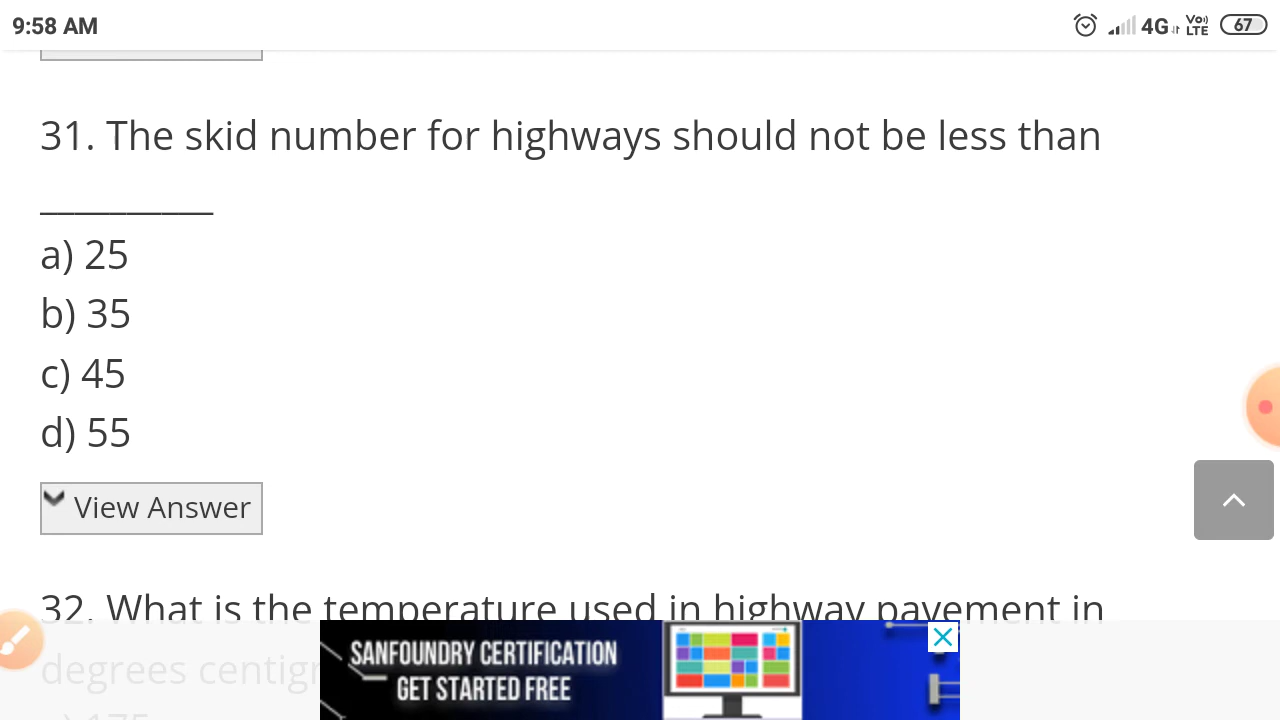 9:58 AM
4G Vo)) LTE 67
31. The skid number for highways should not be less than
__________
a) 25
b) 35
c) 45
d) 55
View Answer
32. What is the temperature used in highway pavement in
degrees centigr
SANFOUNDRY CERTIFICATION
GET STARTED FREE